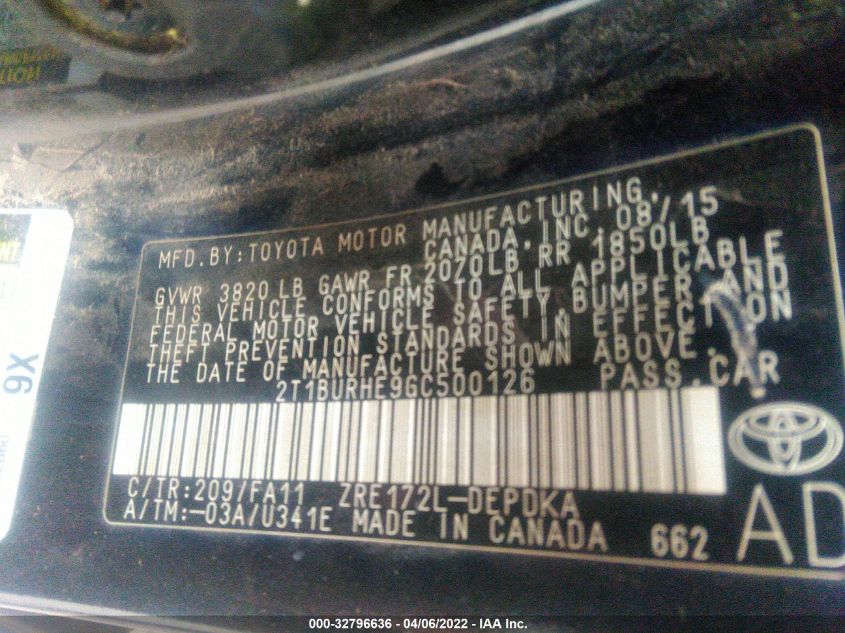 MFD.BY:TOYOTA MOTOR MANUFACTURING,
CANADA,INC. 08/15
GVWR 3820 LB GAWR FR 2070LB RR 1850LB
THIS VEHICLE CONFORMS TO ALL APPLICABLE
FEDERAL MOTOR VEHICLE SAFETY,BUMPER,AND
THEFT PREVENTION STANDARDS IN EFFECT ON
THE DATE OF MANUFACTURE SHOWN ABOVE.
2T1BURHE9GC500126 PASS.CAR
C/TR:209/FA11 ZRE172L-DEPDKA
A/TM:-03A/U341E MADE IN CANADA 662
AD
000-32796636 - 04/06/2022 - IAA Inc.